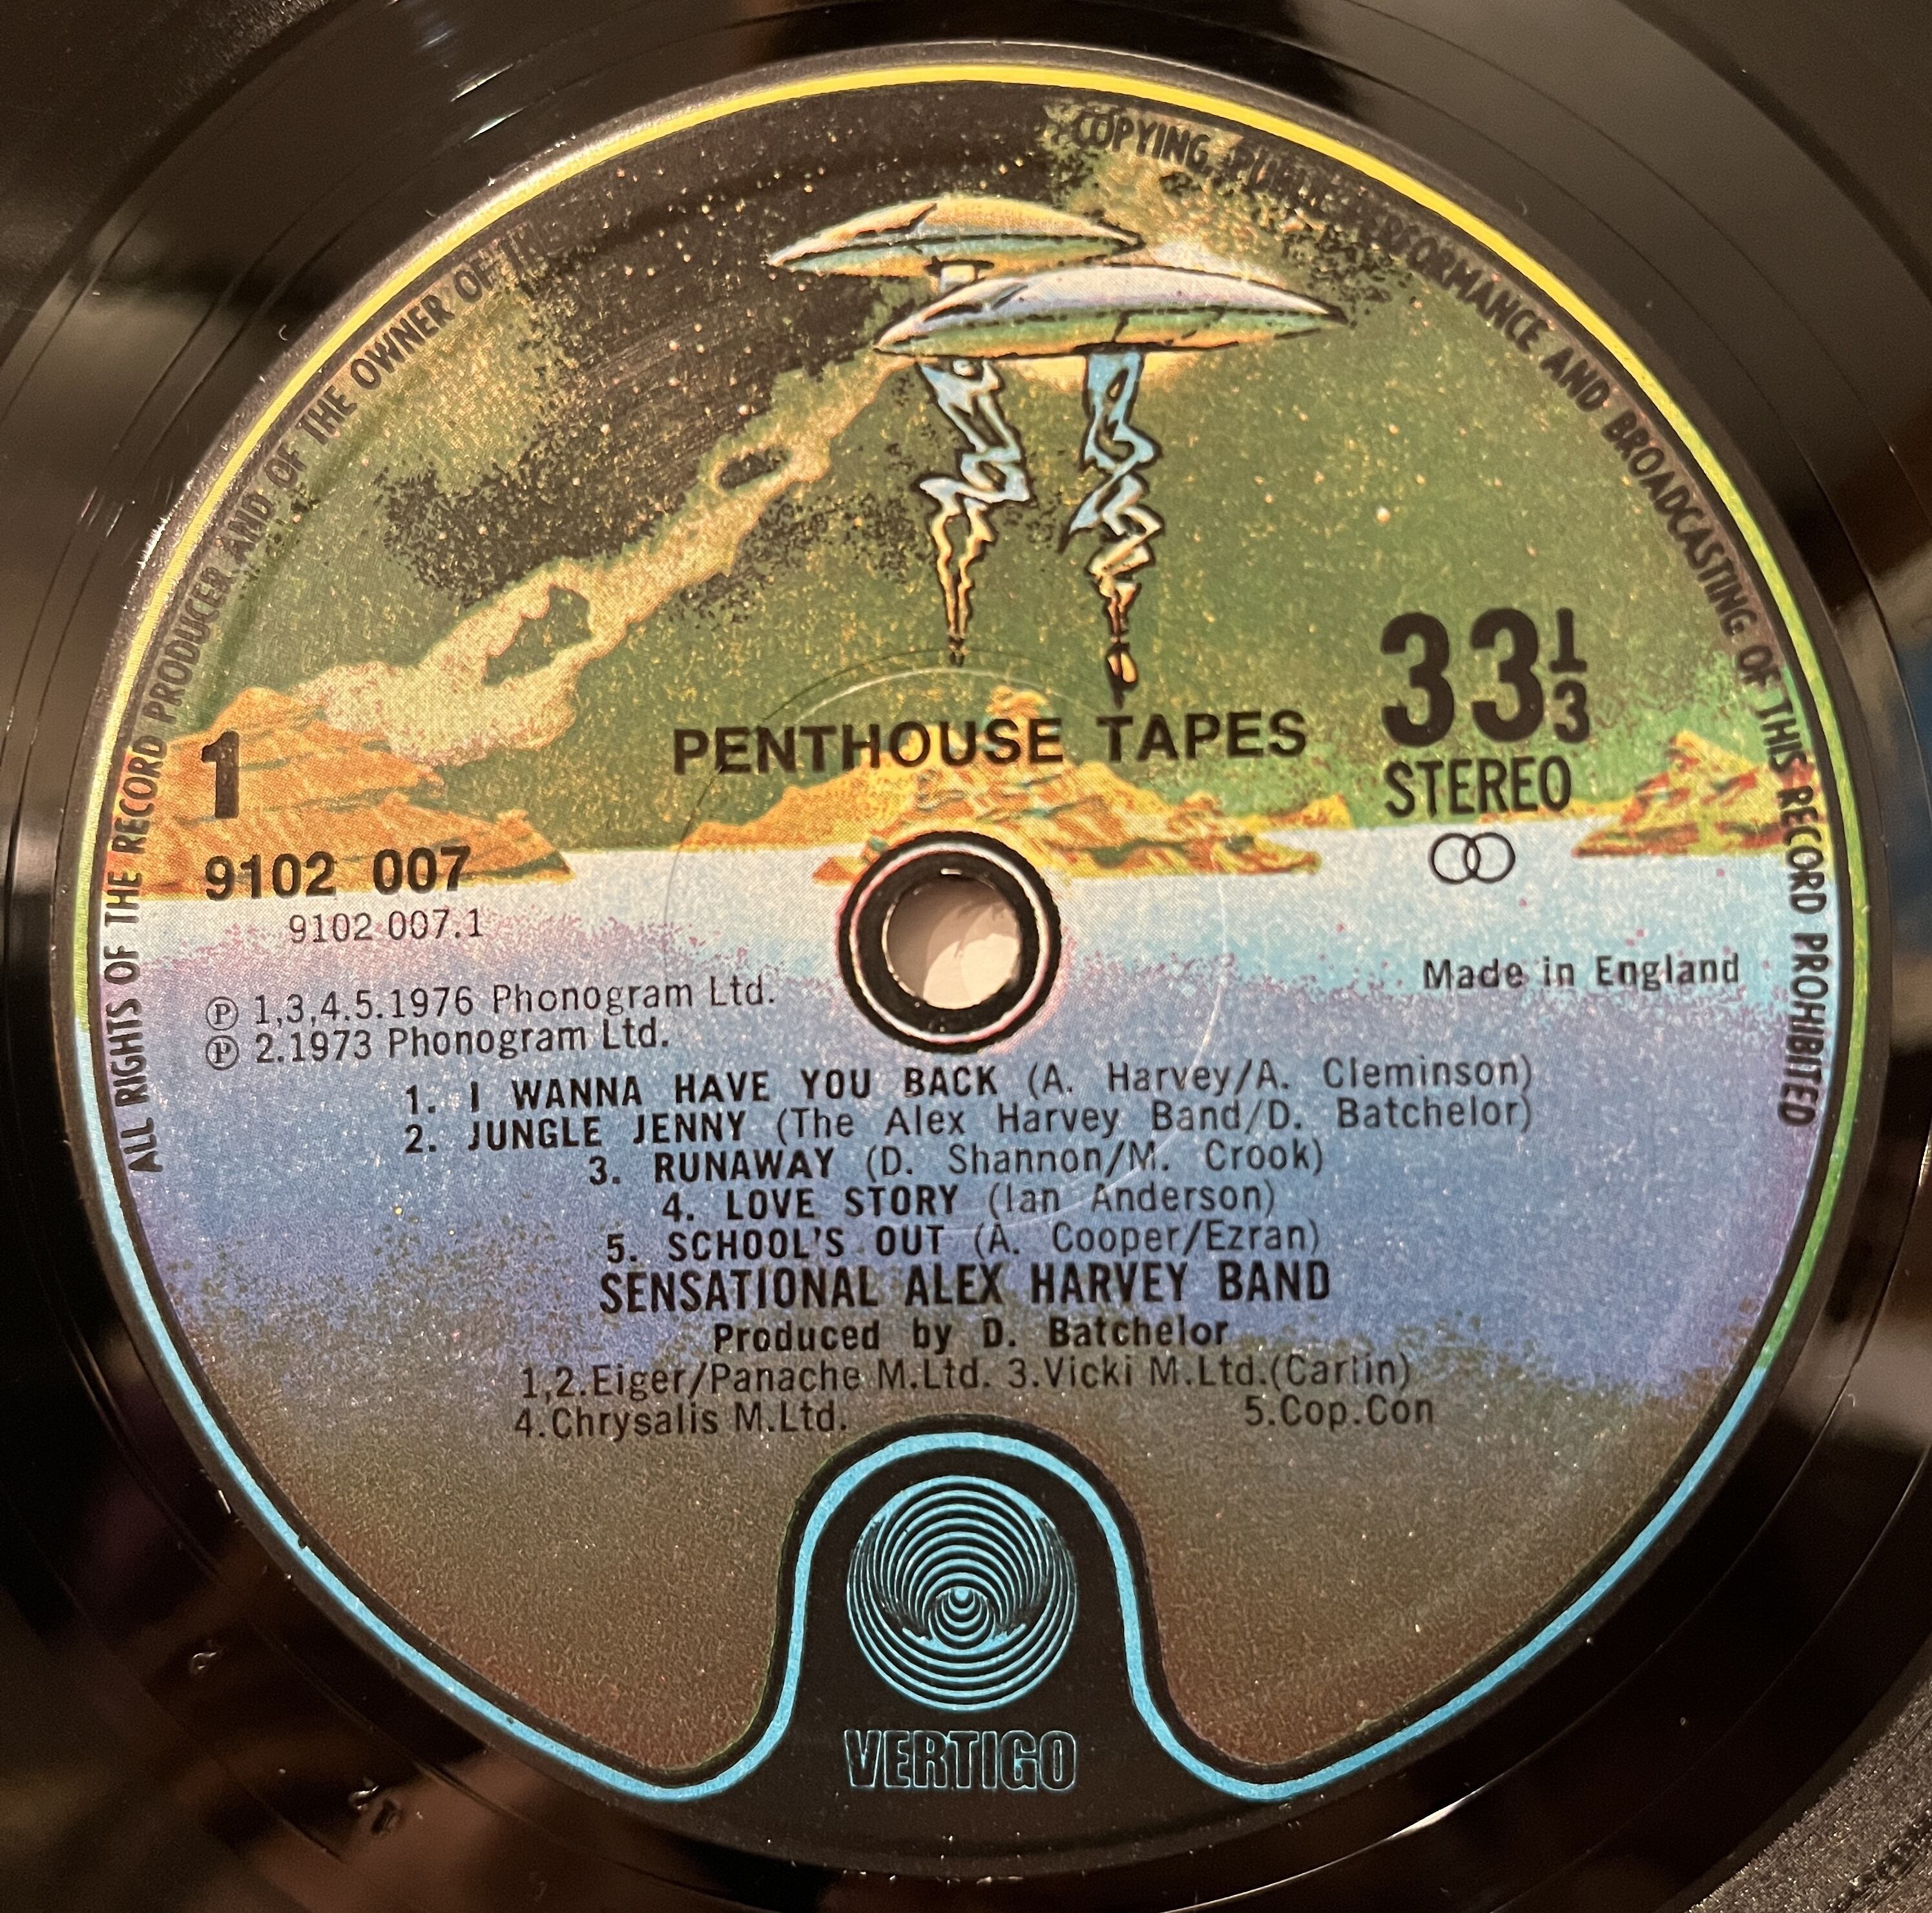 ALL RIGHTS OF THE RECORD PRODUCER AND OF THE OWNER OF THE
COPYING, PUBLIC PERFORMANCE AND BROADCASTING OF THIS RECORD PROHIBITED
PENTHOUSE TAPES
33 1/3
STEREO
1
9102 007
9102 007.1
Made in England
Ⓟ 1,3,4.5.1976 Phonogram Ltd.
Ⓟ 2.1973 Phonogram Ltd.
1. I WANNA HAVE YOU BACK (A. Harvey/A. Cleminson)
2. JUNGLE JENNY (The Alex Harvey Band/D. Batchelor)
3. RUNAWAY (D. Shannon/M. Crook)
4. LOVE STORY (Ian Anderson)
5. SCHOOL'S OUT (A. Cooper/Ezran)
SENSATIONAL ALEX HARVEY BAND
Produced by D. Batchelor
1,2.Eiger/Panache M.Ltd. 3.Vicki M.Ltd.(Carlin)
4.Chrysalis M.Ltd. 5.Cop.Con
VERTIGO